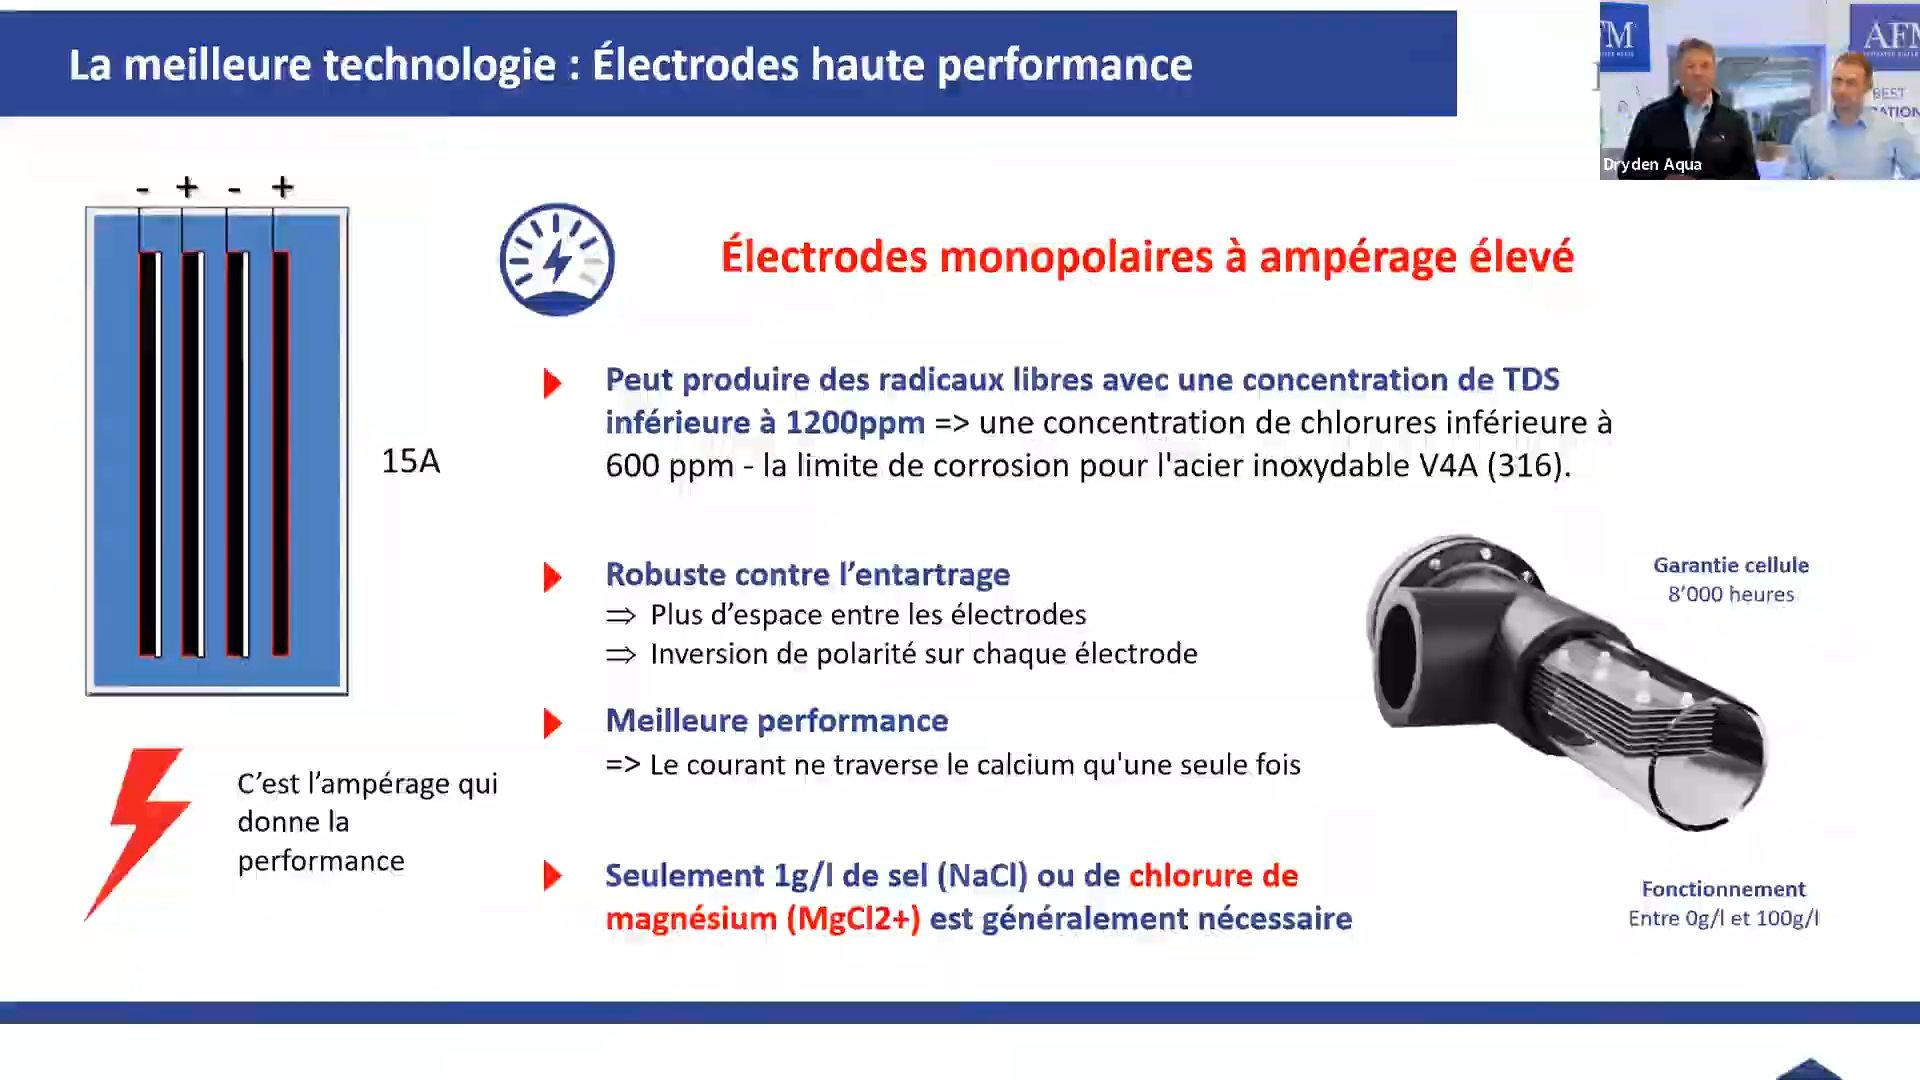 La meilleure technologie : Électrodes haute performance
FM
AFM
BEST
Dryden Aqua
- + - +
15A
C’est l’ampérage qui
donne la
performance
Électrodes monopolaires à ampérage élevé
Peut produire des radicaux libres avec une concentration de TDS
inférieure à 1200ppm => une concentration de chlorures inférieure à
600 ppm - la limite de corrosion pour l'acier inoxydable V4A (316).
Robuste contre l’entartrage
⇒ Plus d’espace entre les électrodes
⇒ Inversion de polarité sur chaque électrode
Meilleure performance
=> Le courant ne traverse le calcium qu'une seule fois
Seulement 1g/l de sel (NaCl) ou de chlorure de
magnésium (MgCl2+) est généralement nécessaire
Garantie cellule
8’000 heures
Fonctionnement
Entre 0g/l et 100g/l